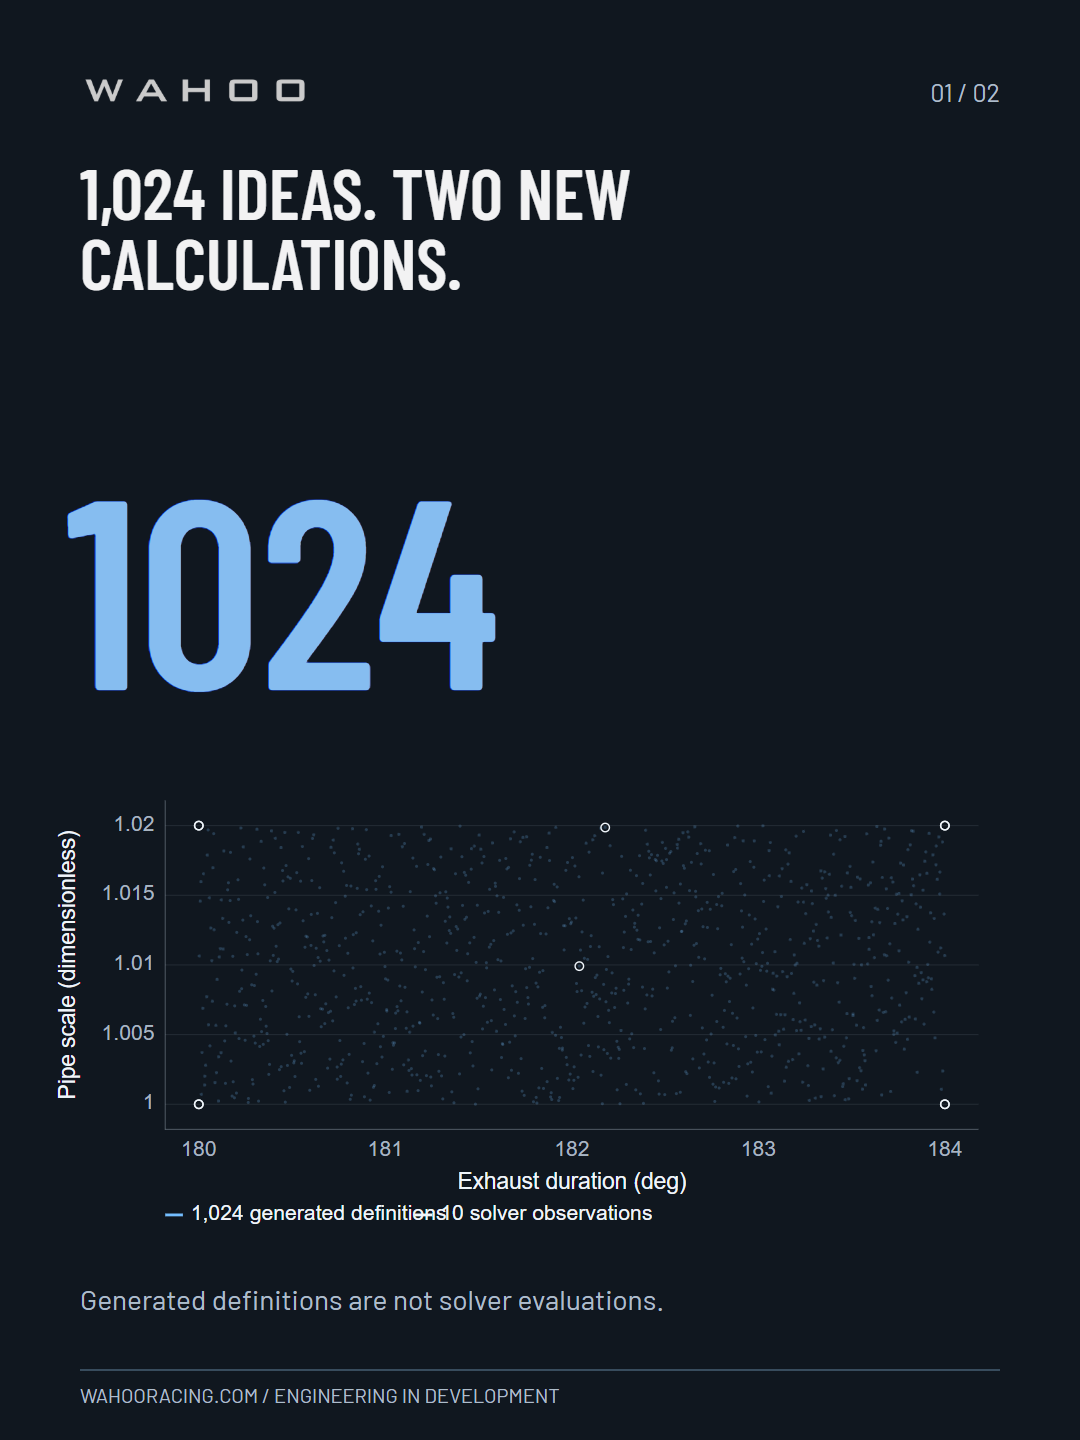 WAHOO
01 / 02
1,024 IDEAS. TWO NEW
CALCULATIONS.
1024
Pipe scale (dimensionless)
1.02
1.015
1.01
1.005
1
180 181 182 183 184
Exhaust duration (deg)
1,024 generated definitions 10 solver observations
Generated definitions are not solver evaluations.
WAHOORACING.COM / ENGINEERING IN DEVELOPMENT